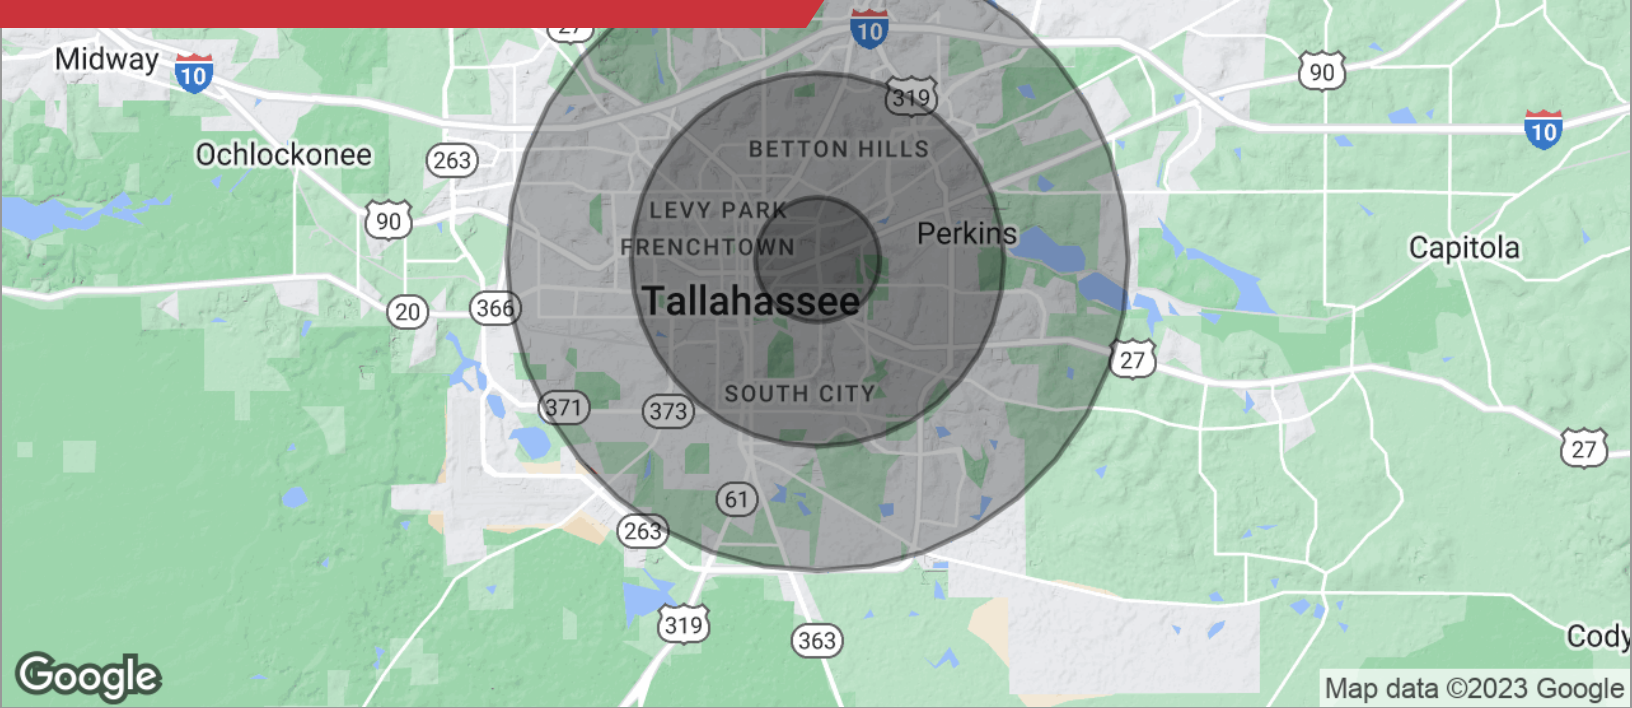 27
10
Midway
10
90
319
10
BETTON HILLS
Ochlockonee
263
LEVY PARK
90
Perkins
FRENCHTOWN
Capitola
Tallahassee
20
366
27
SOUTH CITY
371
373
27
61
263
319
363
Cody
Google
Map data ©2023 Google